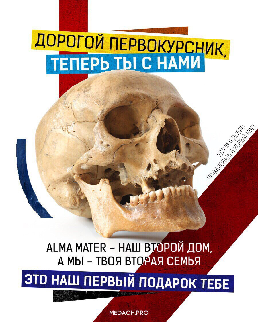 ДОРОГОЙ ПЕРВОКУРСНИК,
ТЕПЕРЬ ТЫ С НАМИ
ALMA MATER – НАШ ВТОРОЙ ДОМ,
А МЫ – ТВОЯ ВТОРАЯ СЕМЬЯ
ЭТО НАШ ПЕРВЫЙ ПОДАРОК ТЕБЕ
MEDACH.PRO